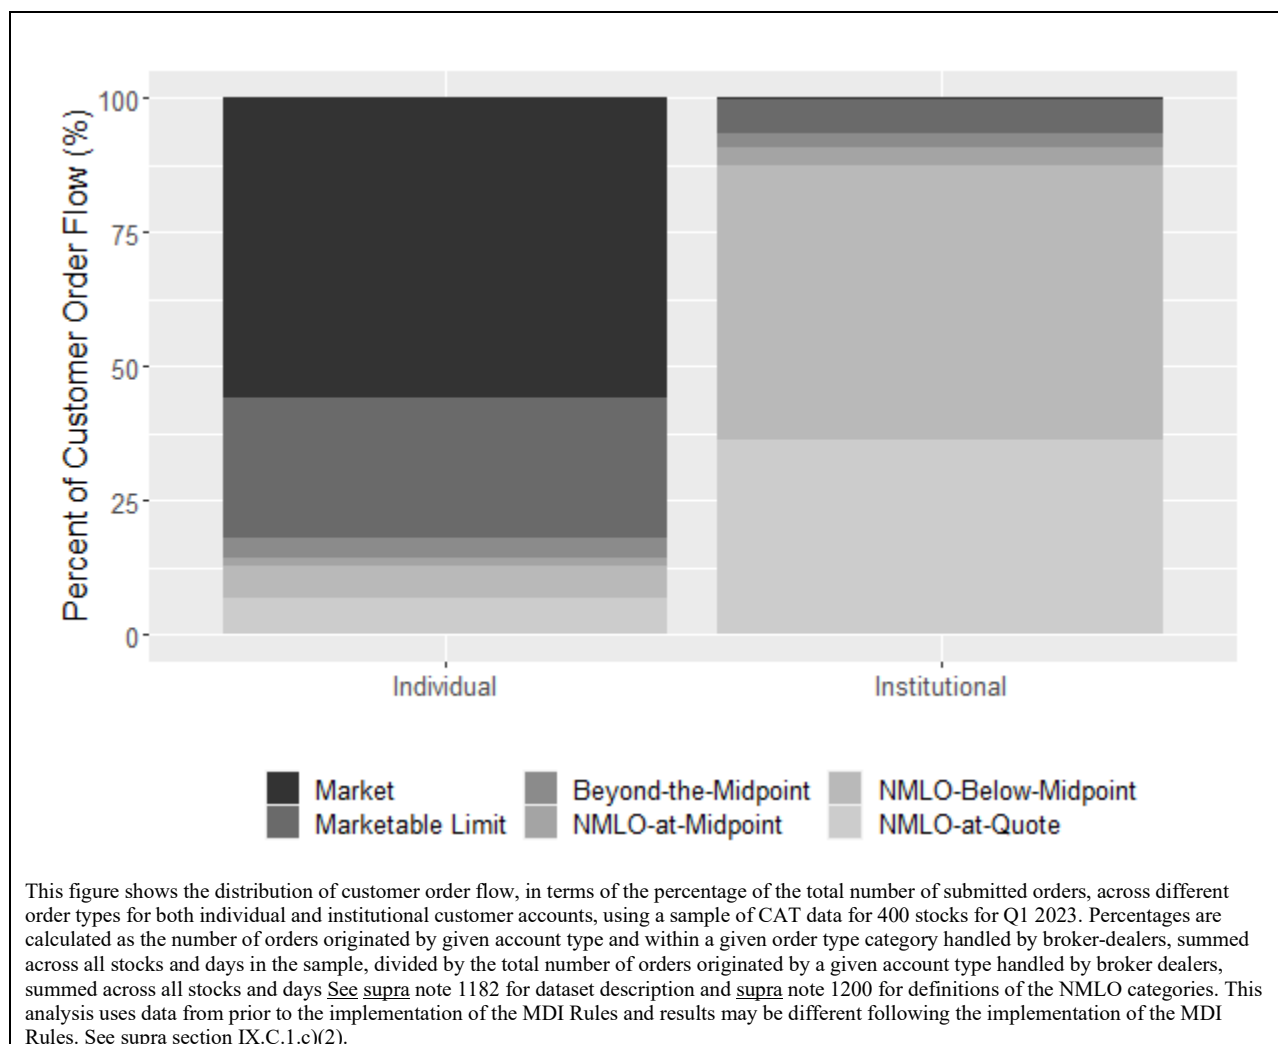 Percent of Customer Order Flow (%)
100
75
50
25
0
Individual Institutional
Market Beyond-the-Midpoint NMLO-Below-Midpoint
Marketable Limit NMLO-at-Midpoint NMLO-at-Quote
This figure shows the distribution of customer order flow, in terms of the percentage of the total number of submitted orders, across different
order types for both individual and institutional customer accounts, using a sample of CAT data for 400 stocks for Q1 2023. Percentages are
calculated as the number of orders originated by given account type and within a given order type category handled by broker-dealers, summed
across all stocks and days in the sample, divided by the total number of orders originated by a given account type handled by broker dealers,
summed across all stocks and days See supra note 1182 for dataset description and supra note 1200 for definitions of the NMLO categories. This
analysis uses data from prior to the implementation of the MDI Rules and results may be different following the implementation of the MDI
Rules. See supra section IX.C.1.c)(2).